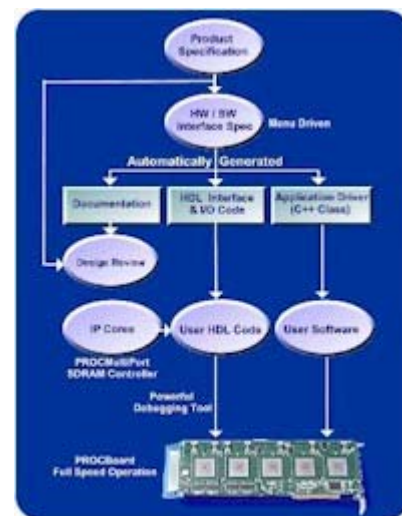 Product
Specification
HW / SW
Interface Spec
Menu Driven
Automatically Generated
Documentation
HDL Interface
& I/O Code
Application Driver
(C++ Class)
Design Review
IP Cores
User HDL Code
User Software
PROCMultiPort
SDRAM Controller
Powerful
Debugging Tool
PROCBoard
Full Speed Operation